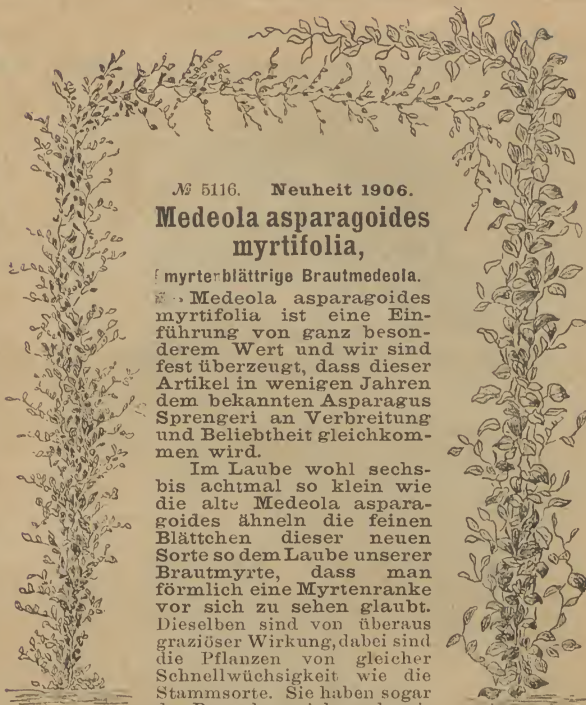 № 5116. Neuheit 1906.
Medeola asparagoides
myrtifolia,
myrtenblättrige Brautmedeola.
Medeola asparagoides
myrtifolia ist eine Ein-
führung von ganz beson-
derem Wert und wir sind
fest überzeugt, dass dieser
Artikel in wenigen Jahren
dem bekannten Asparagus
Sprengeri an Verbreitung
und Beliebtheit gleichkom-
men wird.
Im Laube wohl sechs-
bis achtmal so klein wie
die alte Medeola aspara-
goides ähneln die feinen
Blättchen dieser neuen
Sorte so dem Laube unserer
Brautmyrte, dass man
förmlich eine Myrtenranke
vor sich zu sehen glaubt.
Dieselben sind von überaus
graziöser Wirkung, dabei sind
die Pflanzen von gleicher
Schnellwüchsigkeit wie die
Stammsorte. Sie haben sogar